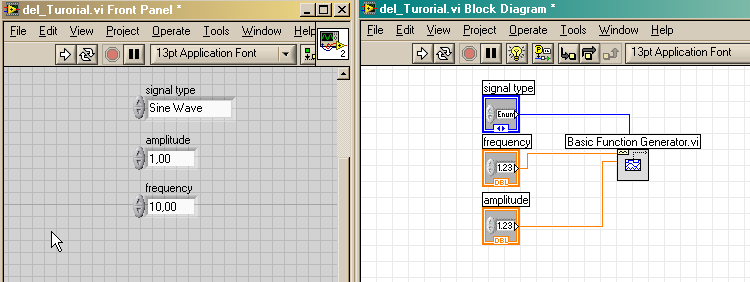 del_Turorial.vi Front Panel *
File Edit View Project Operate Tools Window Help
13pt Application Font
2
signal type
Sine Wave
amplitude
1,00
frequency
10,00
del_Turorial.vi Block Diagram *
File Edit View Project Operate Tools Window Help
13pt Application Font
signal type
Enum
frequency
1.23
DBL
Basic Function Generator.vi
amplitude
1.23
DBL